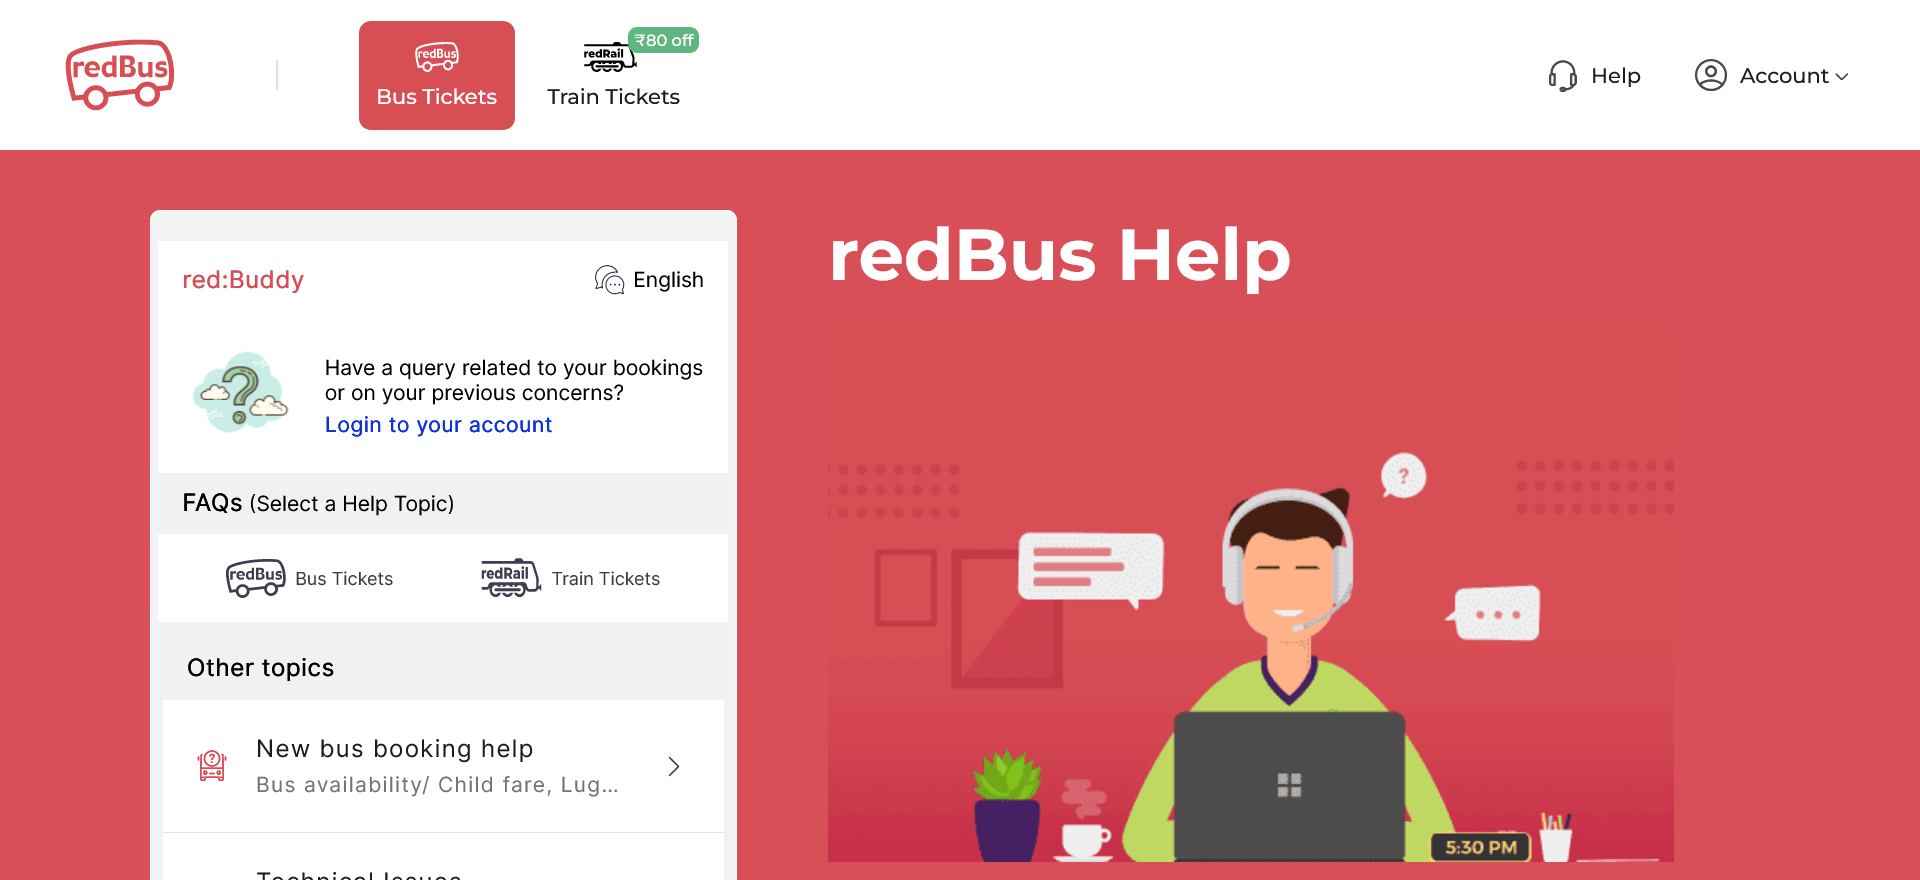 redBus
redBus
Bus Tickets
redRail
₹80 off
Train Tickets
Help
Account
red:Buddy
English
Have a query related to your bookings
or on your previous concerns?
Login to your account
FAQs (Select a Help Topic)
redBus Bus Tickets
redRail Train Tickets
Other topics
New bus booking help
Bus availability/ Child fare, Lug...
Technical Issues
redBus Help
?
5:30 PM